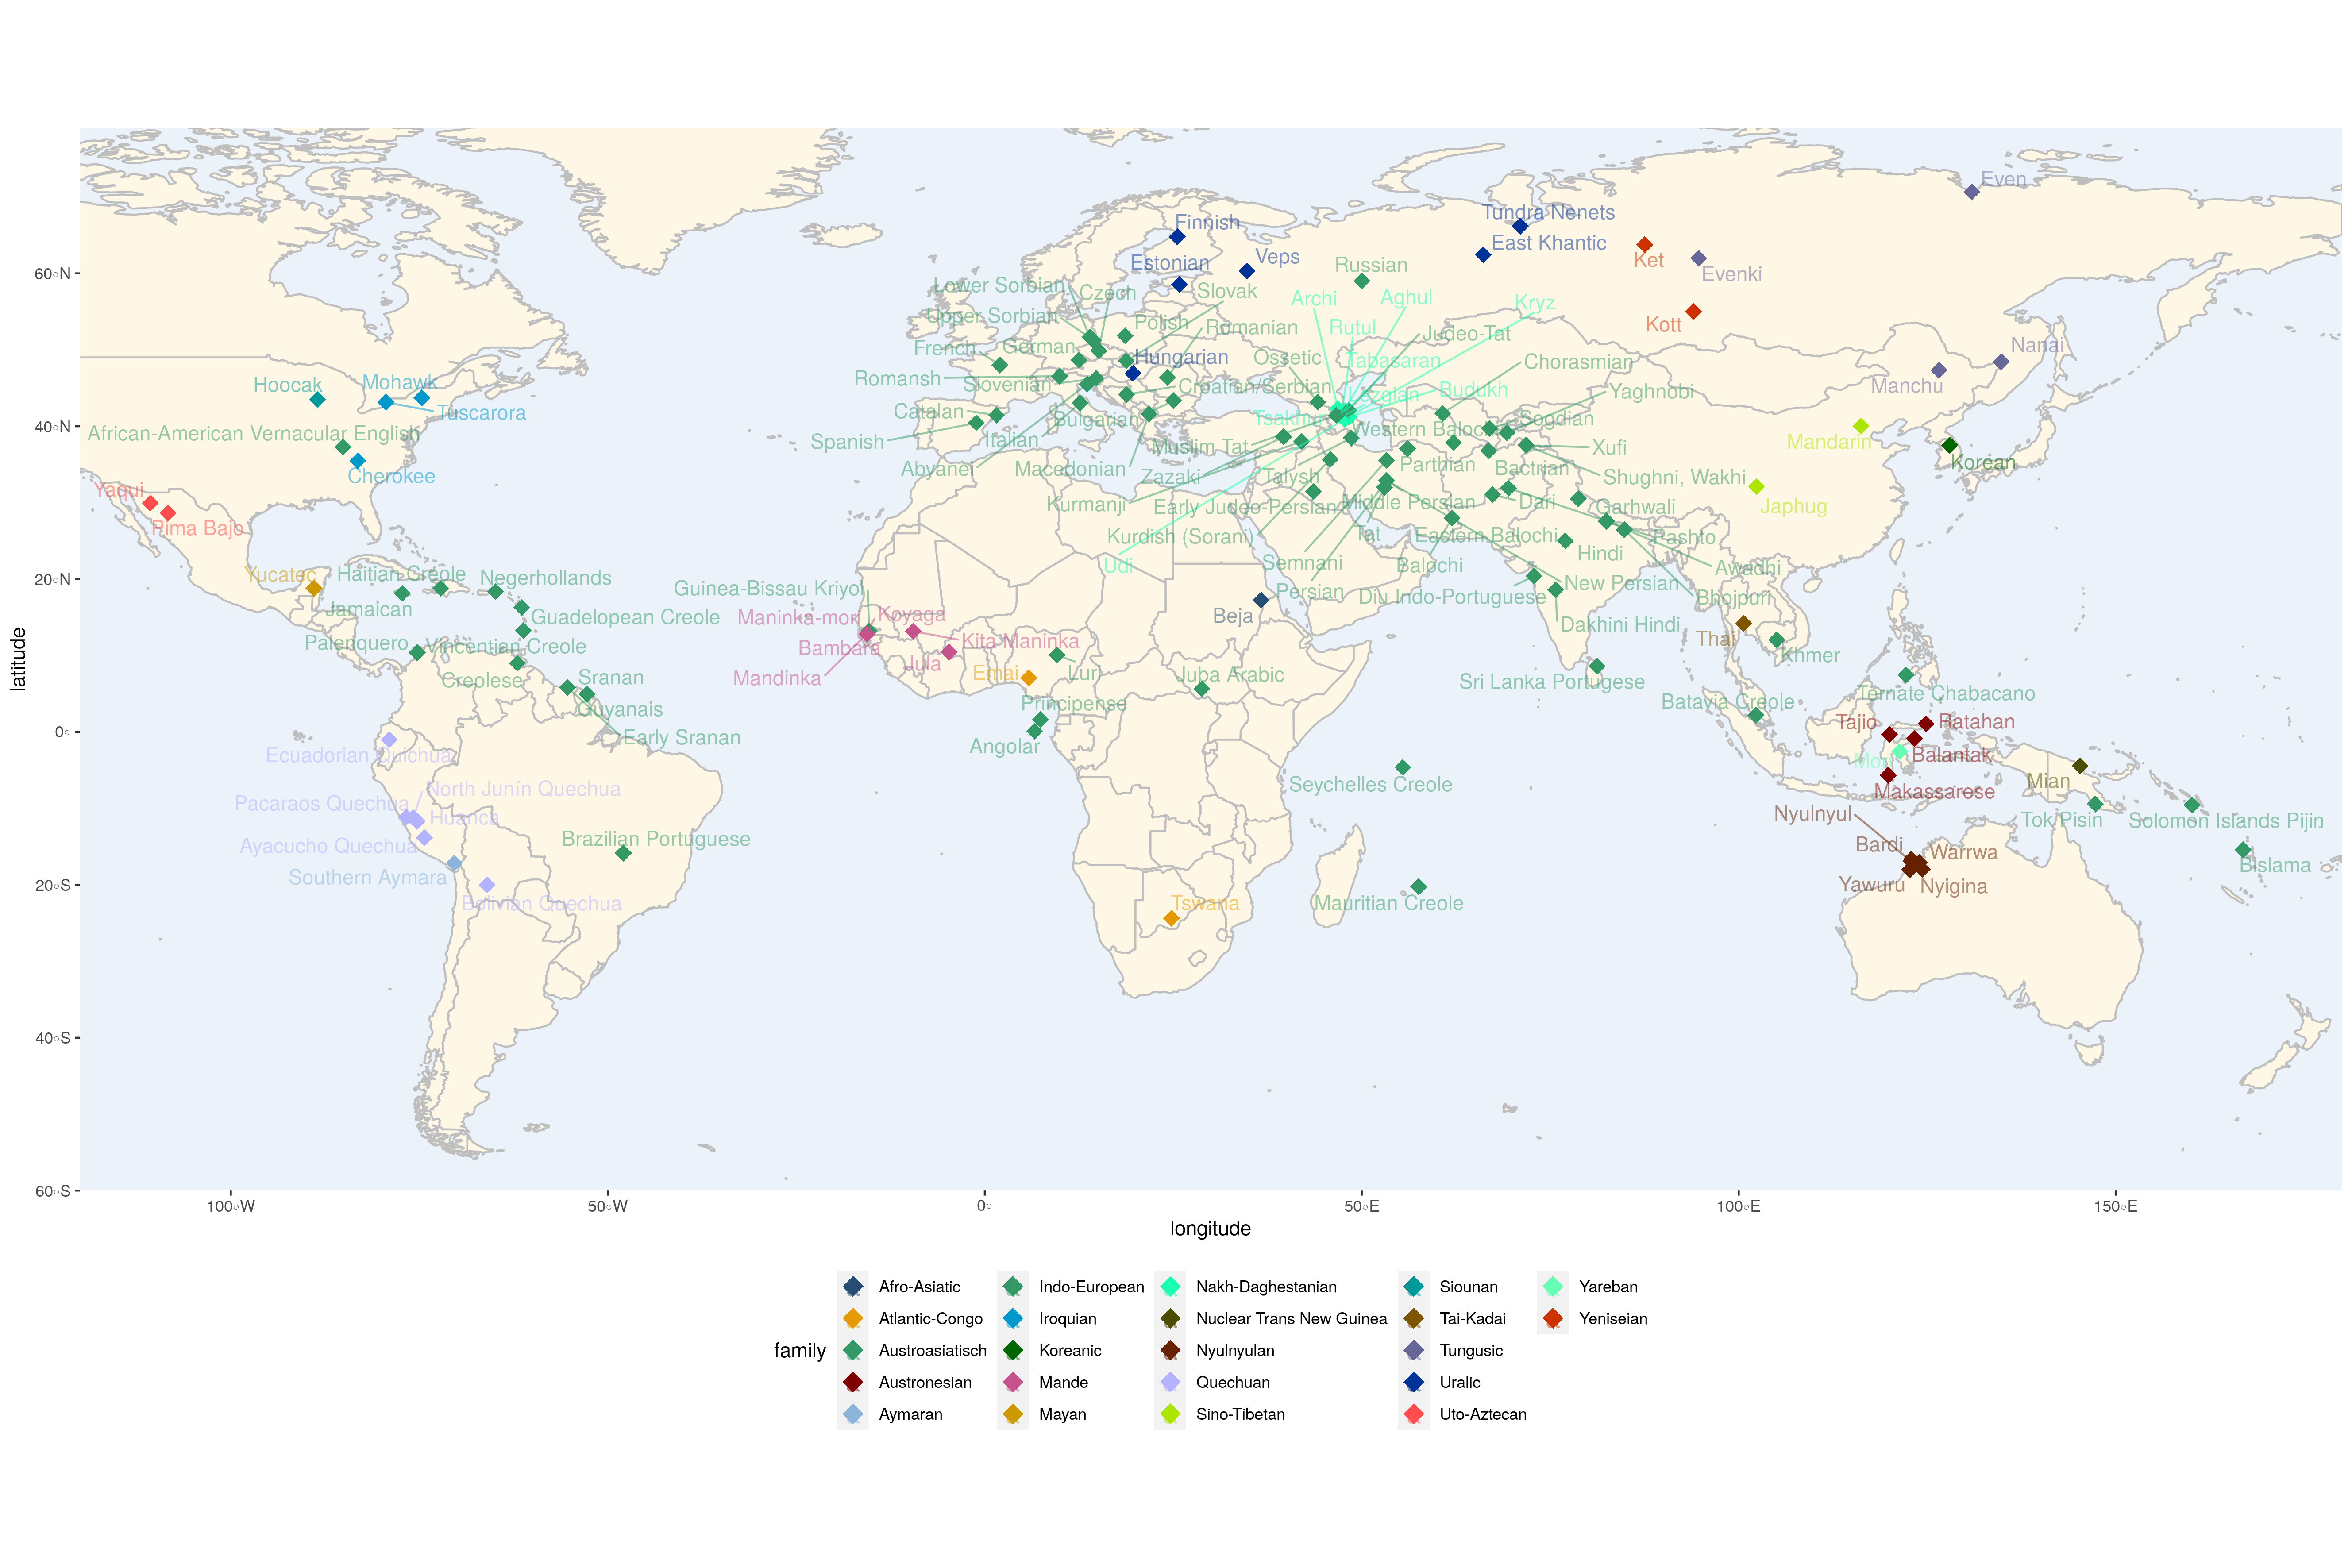 Even
Tundra Nenets
Finnish
East Khantic
Veps
Estonian
Ket
Russian
Evenki
Lower Sorbian
Czech
Slovak
Archi
Aghul
Kryz
Upper Sorbian
Polish
Romanian
Rutul
Judeo-Tat
Kott
French
German
Hungarian
Ossetic
Tabasaran
Chorasmian
Nanai
Romansh
Slovenian
Croatian/Serbian
Budukh
Yaghnobi
Manchu
Hoocak
Mohawk
Tuscarora
Catalan
Bulgarian
Tsakhur
Sogdian
African-American Vernacular English
Spanish
Italian
Muslim Tat
Western Balochi
Xufi
Mandarin
Cherokee
Abyanei
Macedonian
Zazaki
Talysh
Parthian
Bactrian
Shughni, Wakhi
Korean
Yaqui
Pima Bajo
Kurmanji
Early Judeo-Persian
Middle Persian
Dari
Garhwali
Japhug
Kurdish (Sorani)
Tat
Eastern Balochi
Pashto
Udi
Semnani
Balochi
Hindi
Awadhi
Yucatec
Haitian Creole
Negerhollands
Guinea-Bissau Kriyol
Persian
New Persian
Diu Indo-Portuguese
Bhojpuri
Jamaican
Guadelopean Creole
Maninka-mori
Koyaga
Beja
Dakhini Hindi
Palenquero
Vincentian Creole
Bambara
Kita Maninka
Thai
Khmer
Creolese
Sranan
Mandinka
Jula
Emai
Luri
Juba Arabic
Sri Lanka Portugese
Ternate Chabacano
Guyanais
Principense
Batavia Creole
Early Sranan
Angolar
Tajio
Ratahan
Ecuadorian Quichua
Mori
Balantak
Seychelles Creole
Mian
Makassarese
North Junín Quechua
Pacaraos Quechua
Huanca
Nyulnyul
Tok Pisin
Solomon Islands Pijin
Ayacucho Quechua
Brazilian Portuguese
Bardi
Warrwa
Bislama
Southern Aymara
Yawuru
Nyigina
Bolivian Quechua
Tswana
Mauritian Creole
60°N
40°N
20°N
0°
20°S
40°S
60°S
latitude
100°W
50°W
0°
50°E
100°E
150°E
longitude
family
Afro-Asiatic
Atlantic-Congo
Austroasiatisch
Austronesian
Aymaran
Indo-European
Iroquian
Koreanic
Mande
Mayan
Nakh-Daghestanian
Nuclear Trans New Guinea
Nyulnyulan
Quechuan
Sino-Tibetan
Siounan
Tai-Kadai
Tungusic
Uralic
Uto-Aztecan
Yareban
Yeniseian